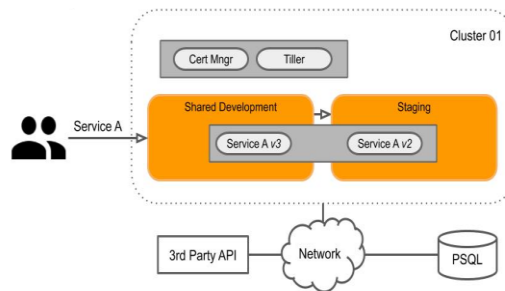 Cluster 01
Cert Mngr
Tiller
Shared Development
Staging
Service A
Service A v3
Service A v2
3rd Party API
Network
PSQL